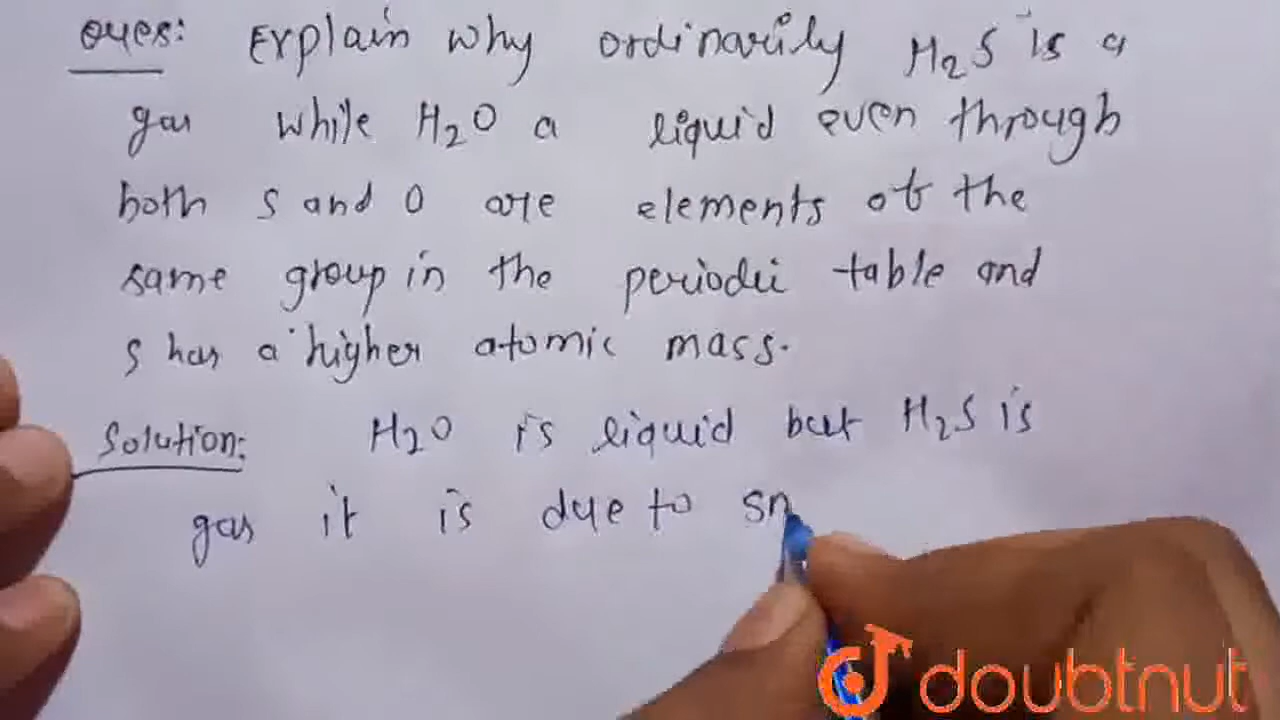 Ques: Explain why ordinarily H2S is a
gas while H2O a liquid even through
both S and O are elements of the
same group in the periodic table and
S has a higher atomic mass.
Solution: H2O is liquid but H2S is
gas it is due to sm
doubtnut